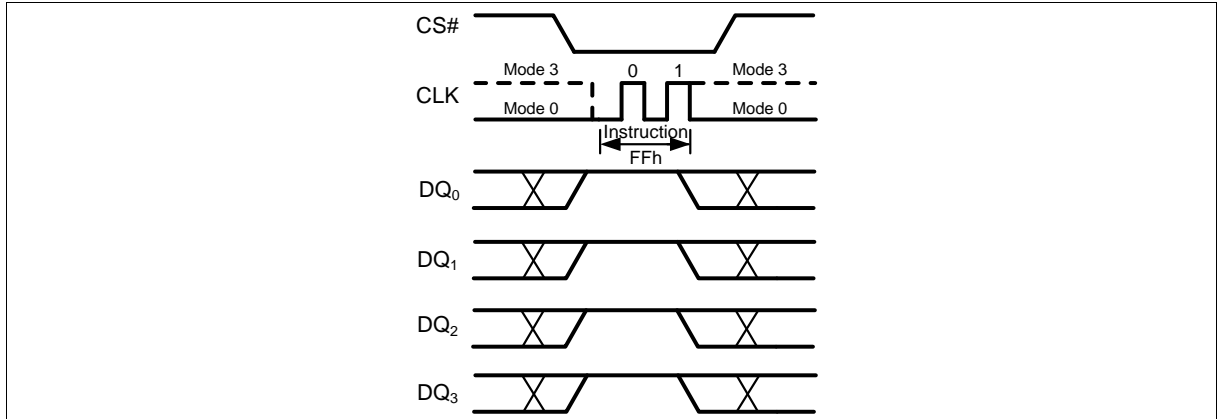 CS#
Mode 3 0 1 Mode 3
CLK
Mode 0 Mode 0
Instruction
FFh
DQ0
DQ1
DQ2
DQ3